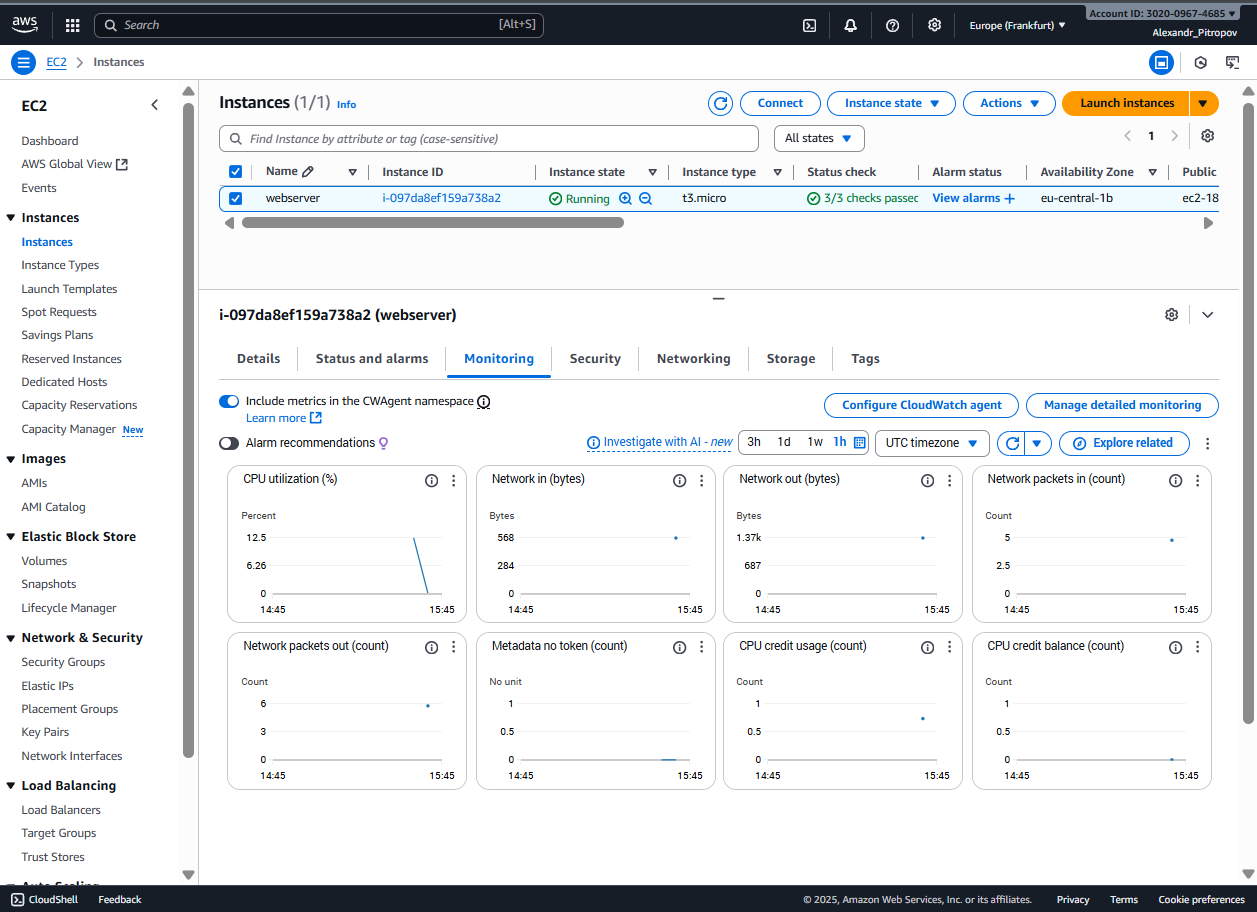 aws
Search
[Alt+S]
Europe (Frankfurt)
Account ID: 3020-0967-4685
Alexandr_Pitropov
EC2
Instances
EC2
Dashboard
AWS Global View
Events
Instances
Instances
Instance Types
Launch Templates
Spot Requests
Savings Plans
Reserved Instances
Dedicated Hosts
Capacity Reservations
Capacity Manager New
Images
AMIs
AMI Catalog
Elastic Block Store
Volumes
Snapshots
Lifecycle Manager
Network & Security
Security Groups
Elastic IPs
Placement Groups
Key Pairs
Network Interfaces
Load Balancing
Load Balancers
Target Groups
Trust Stores
Auto Scaling
Instances (1/1) Info
Connect
Instance state
Actions
Launch instances
Find Instance by attribute or tag (case-sensitive)
All states
1
Name Instance ID Instance state Instance type Status check Alarm status Availability Zone Public
webserver i-097da8ef159a738a2 Running t3.micro 3/3 checks passed View alarms + eu-central-1b ec2-18
i-097da8ef159a738a2 (webserver)
Details Status and alarms Monitoring Security Networking Storage Tags
Include metrics in the CWAgent namespace
Learn more
Configure CloudWatch agent
Manage detailed monitoring
Alarm recommendations
Investigate with AI - new
3h 1d 1w 1h
UTC timezone
Explore related
CPU utilization (%)
Percent
12.5
6.26
0
14:45 15:45
Network in (bytes)
Bytes
568
284
0
14:45 15:45
Network out (bytes)
Bytes
1.37k
687
0
14:45 15:45
Network packets in (count)
Count
5
2.5
0
14:45 15:45
Network packets out (count)
Count
6
3
0
14:45 15:45
Metadata no token (count)
No unit
1
0.5
0
14:45 15:45
CPU credit usage (count)
Count
1
0.5
0
14:45 15:45
CPU credit balance (count)
Count
1
0.5
0
14:45 15:45
CloudShell
Feedback
© 2025, Amazon Web Services, Inc. or its affiliates.
Privacy
Terms
Cookie preferences